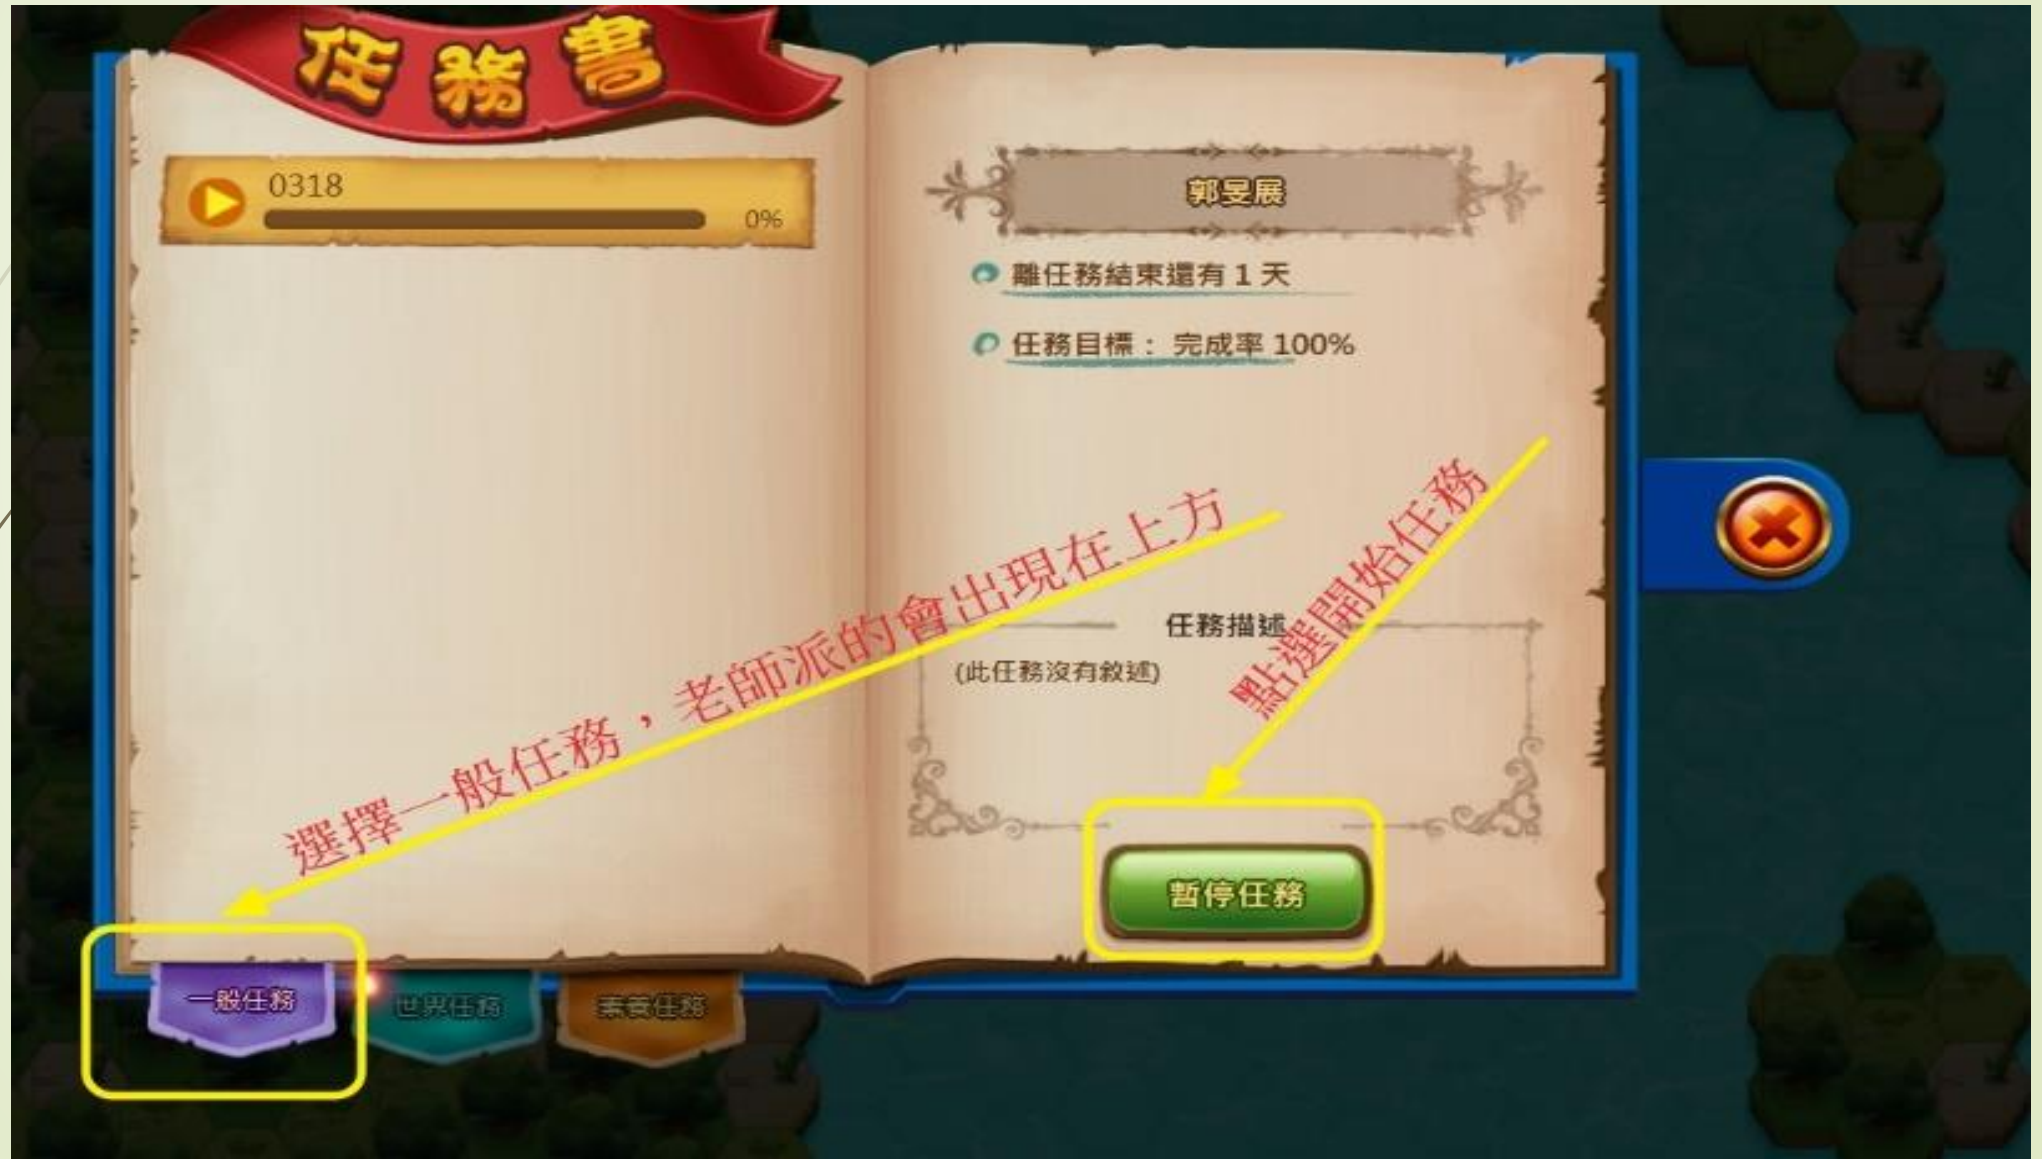 任務書
0318
0%
郭旻展
離任務結束還有 1 天
任務目標： 完成率 100%
選擇一般任務，老師派的會出現在上方
點選開始任務
任務描述
(此任務沒有敘述)
暫停任務
一般任務
世界任務
素養任務